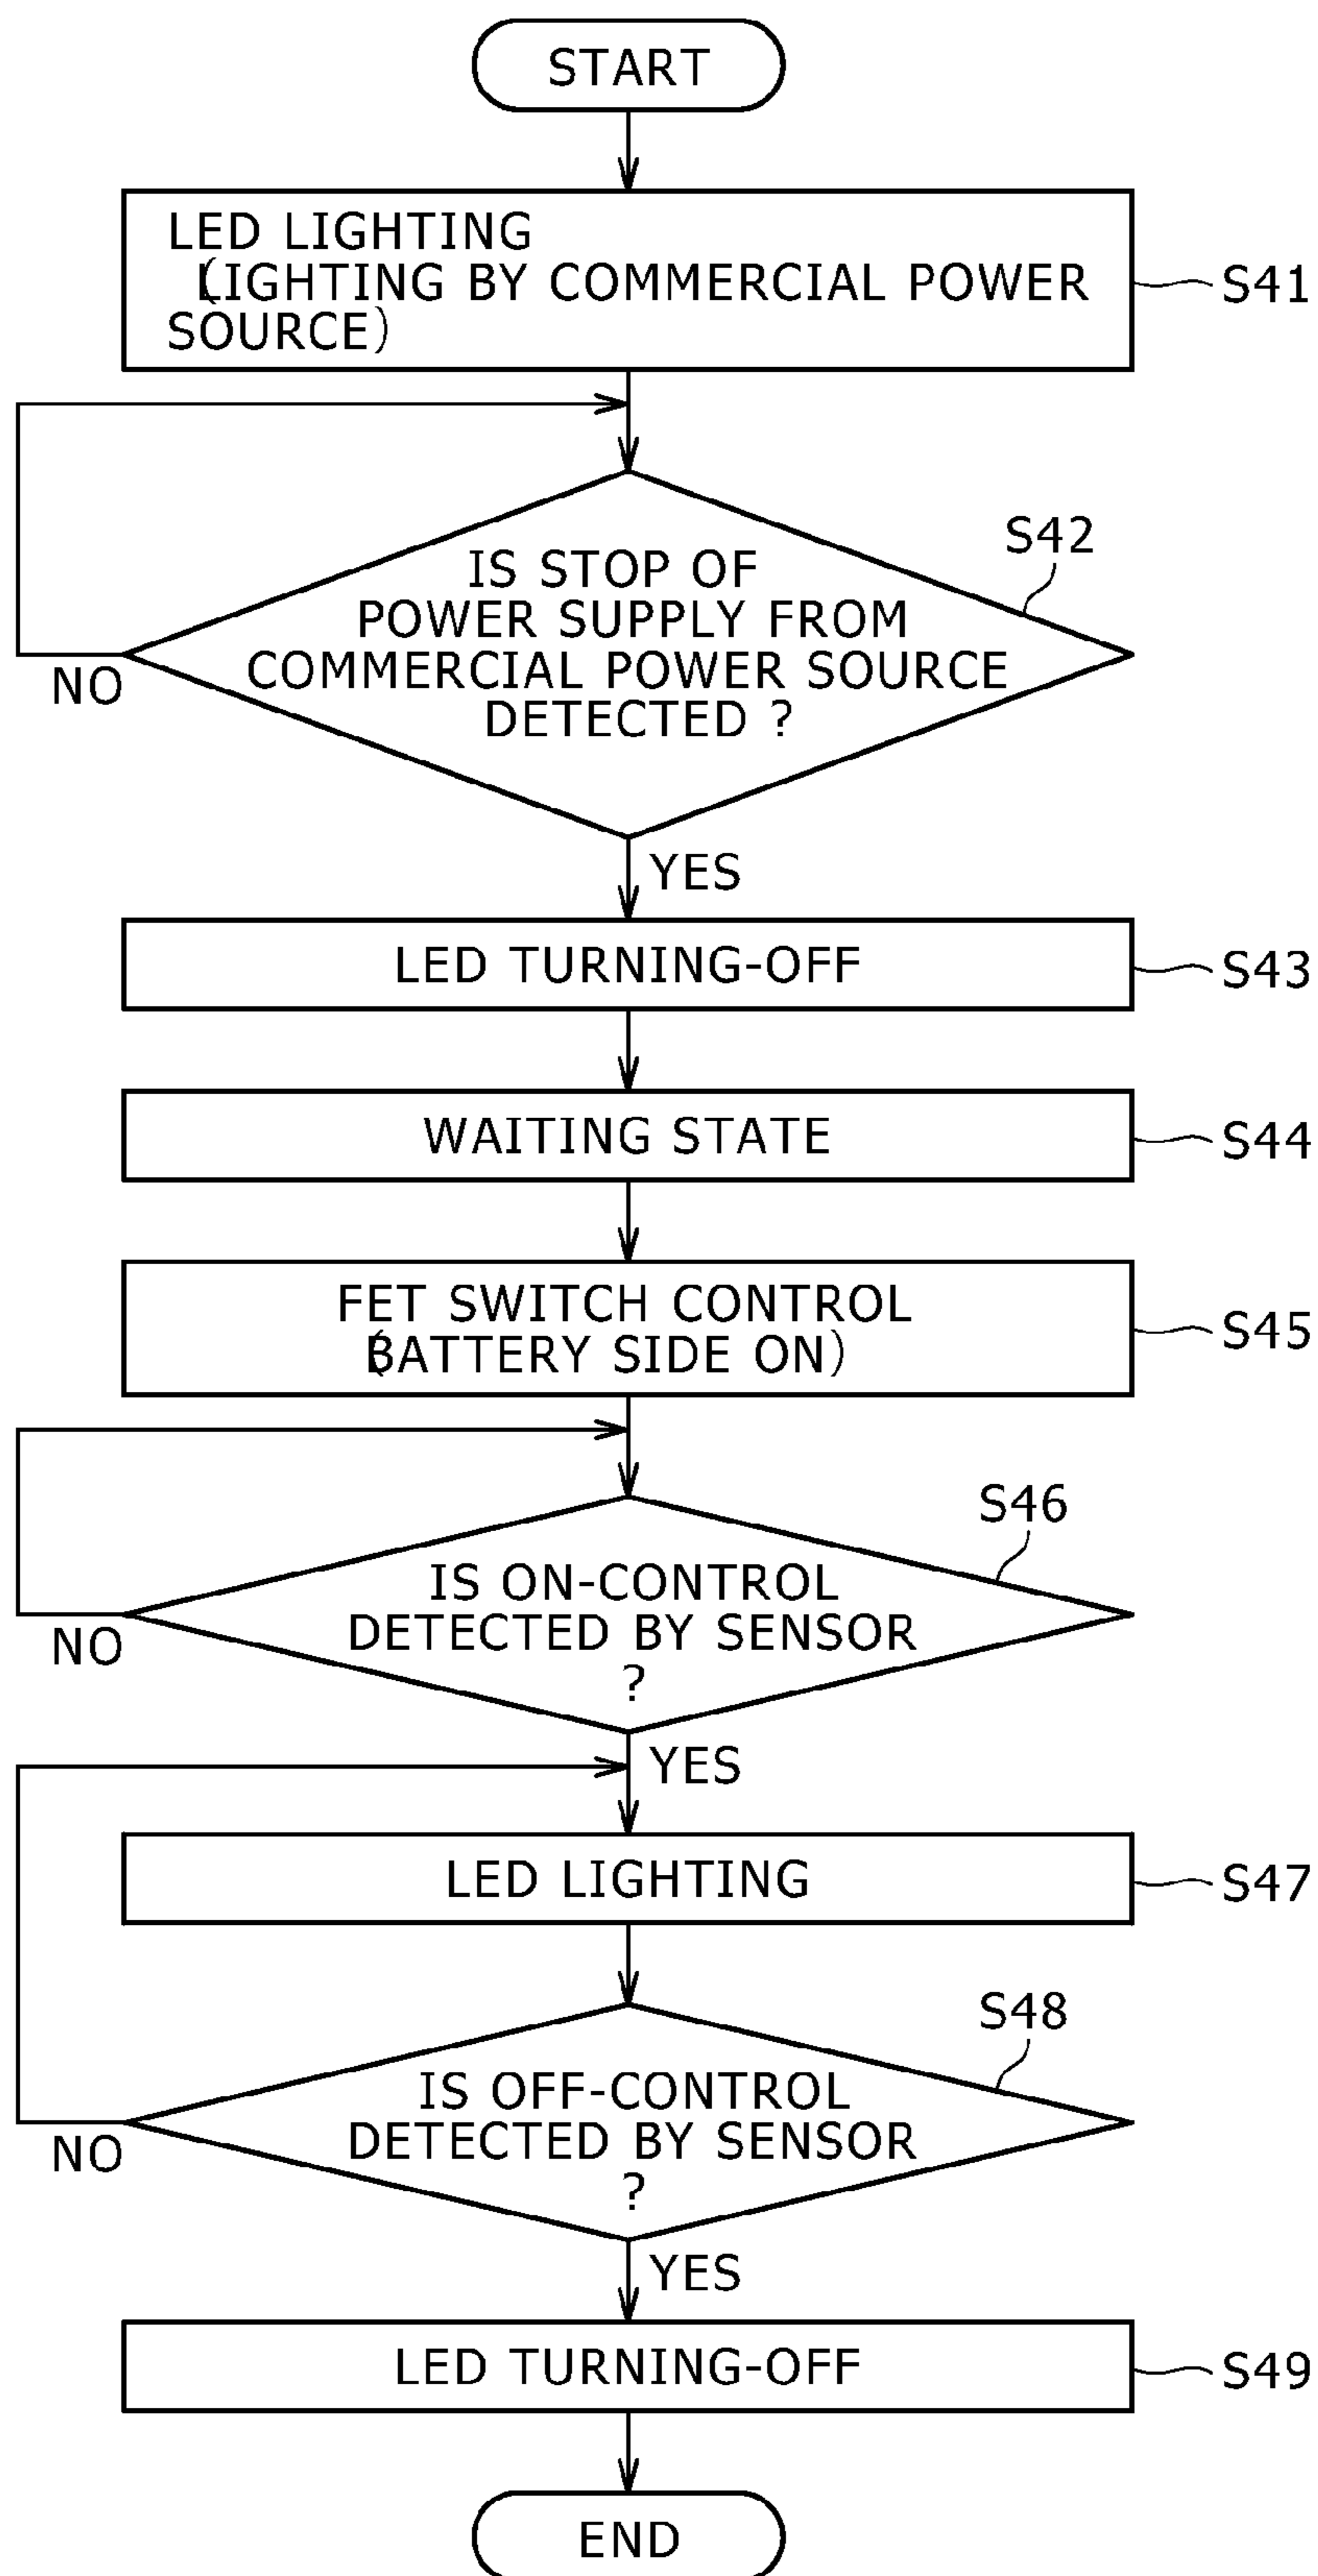 START
LED LIGHTING
(LIGHTING BY COMMERCIAL POWER
SOURCE)
S41
S42
IS STOP OF
POWER SUPPLY FROM
COMMERCIAL POWER SOURCE
DETECTED ?
NO
YES
LED TURNING-OFF
S43
WAITING STATE
S44
FET SWITCH CONTROL
(BATTERY SIDE ON)
S45
S46
IS ON-CONTROL
DETECTED BY SENSOR
?
NO
YES
LED LIGHTING
S47
S48
IS OFF-CONTROL
DETECTED BY SENSOR
?
NO
YES
LED TURNING-OFF
S49
END